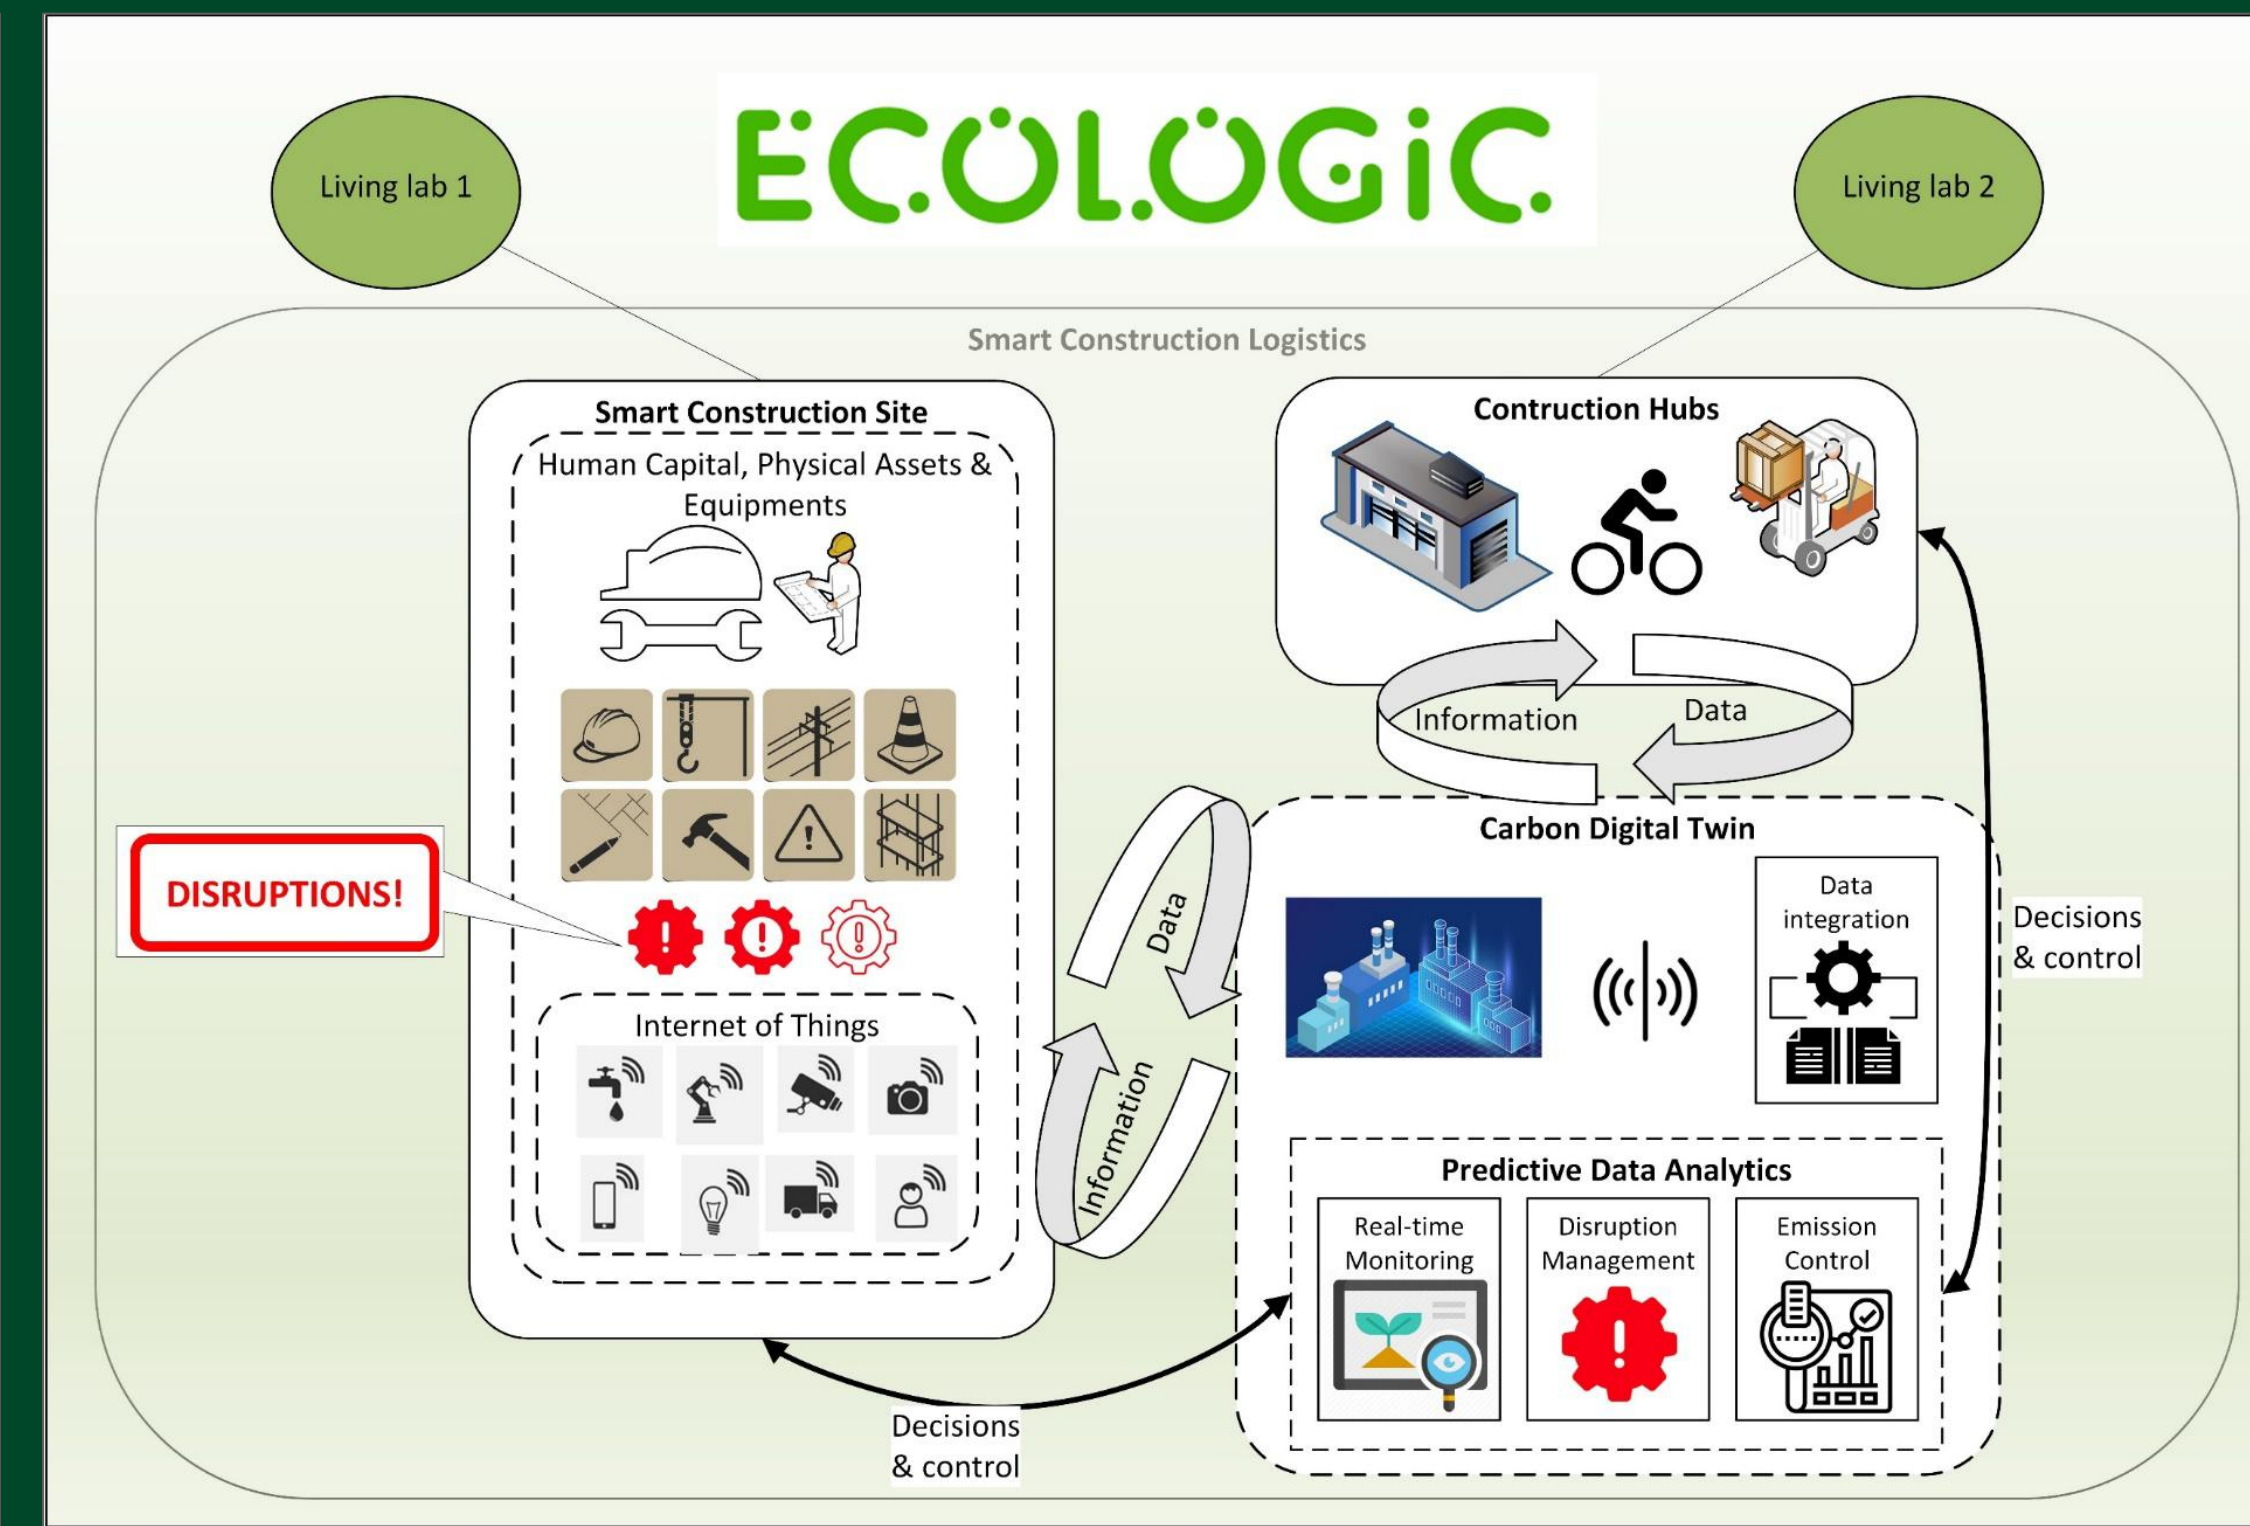 ECOLOGiC
Living lab 1
Living lab 2
Smart Construction Logistics
Smart Construction Site
Human Capital, Physical Assets &
Equipments
DISRUPTIONS!
Internet of Things
Contruction Hubs
Information
Data
Data
Information
Carbon Digital Twin
Data
integration
Decisions
& control
Predictive Data Analytics
Real-time
Monitoring
Disruption
Management
Emission
Control
Decisions
& control